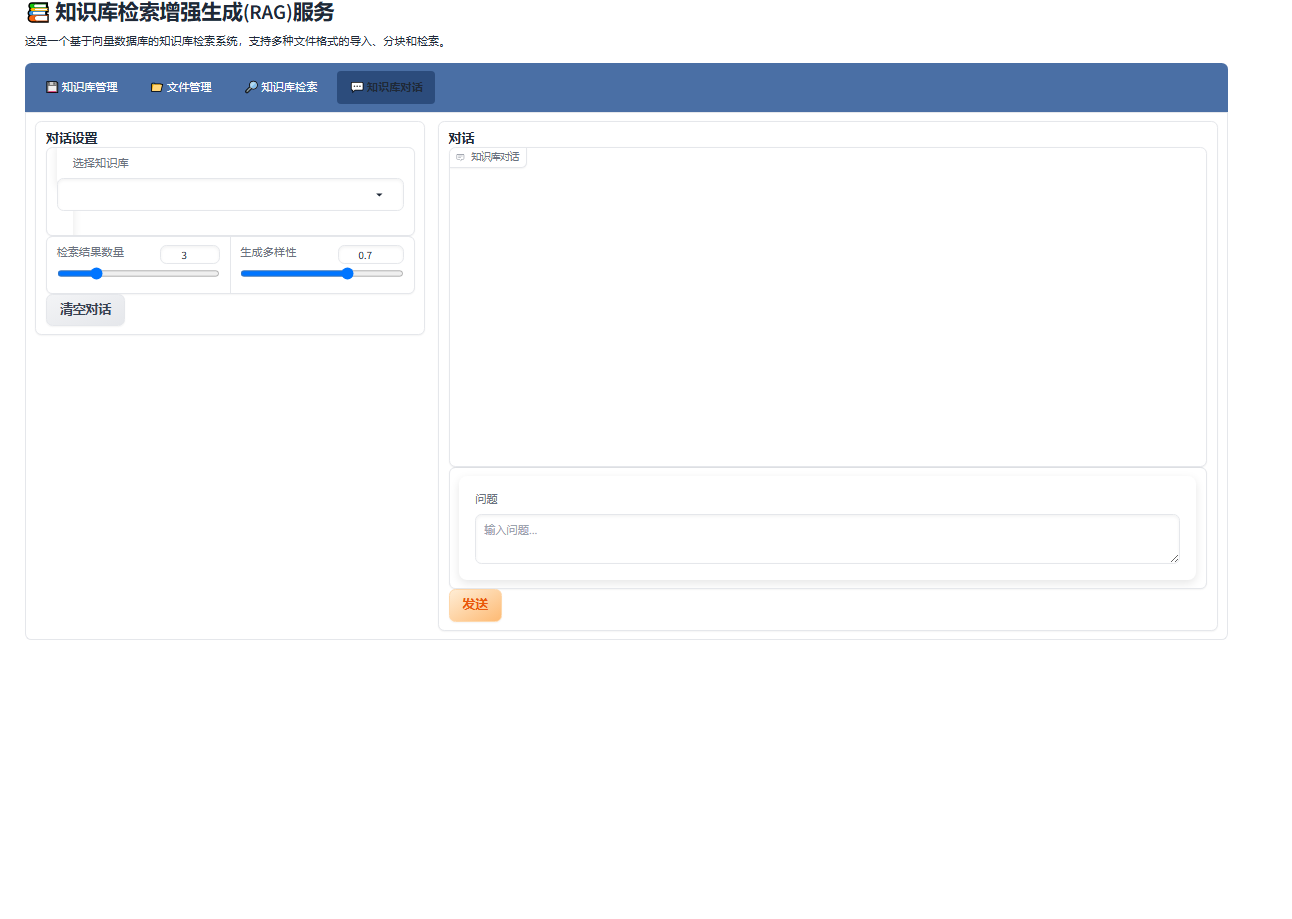 知识库检索增强生成(RAG)服务
这是一个基于向量数据库的知识库检索系统，支持多种文件格式的导入、分块和检索。
知识库管理 文件管理 知识库检索 知识库对话
对话设置
选择知识库
检索结果数量 3 生成多样性 0.7
清空对话
对话
知识库对话
问题
输入问题...
发送